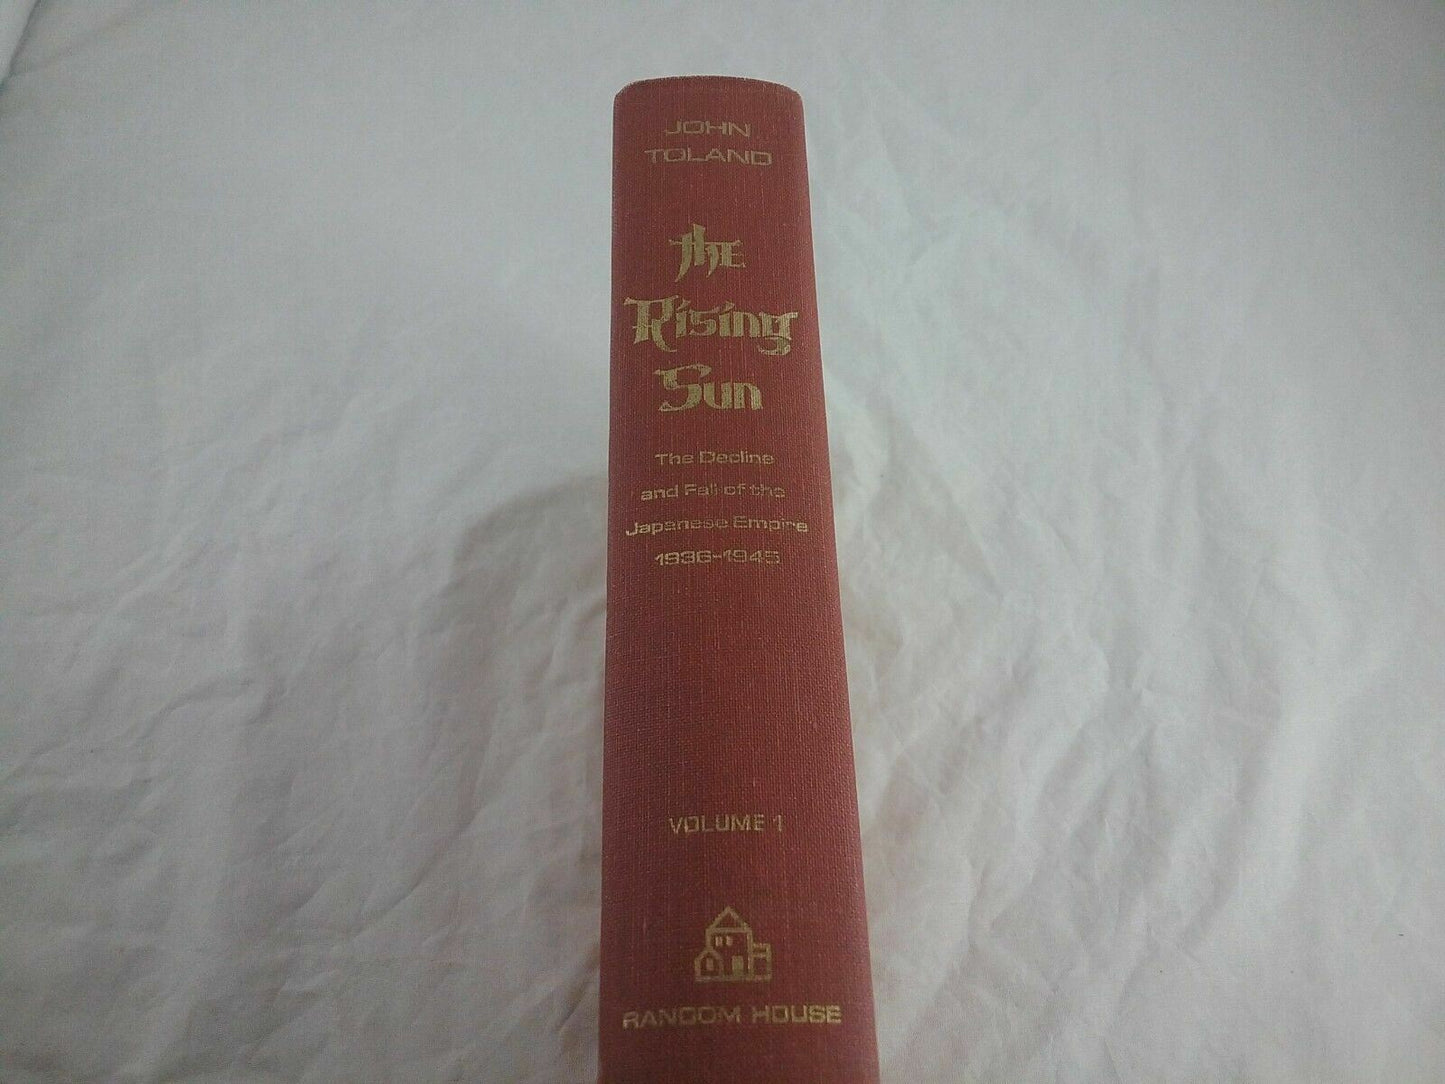 JOHN
TOLAND
The
Rising
Sun
The Decline
and Fall of the
Japanese Empire
1936-1945
VOLUME 1
RANDOM HOUSE